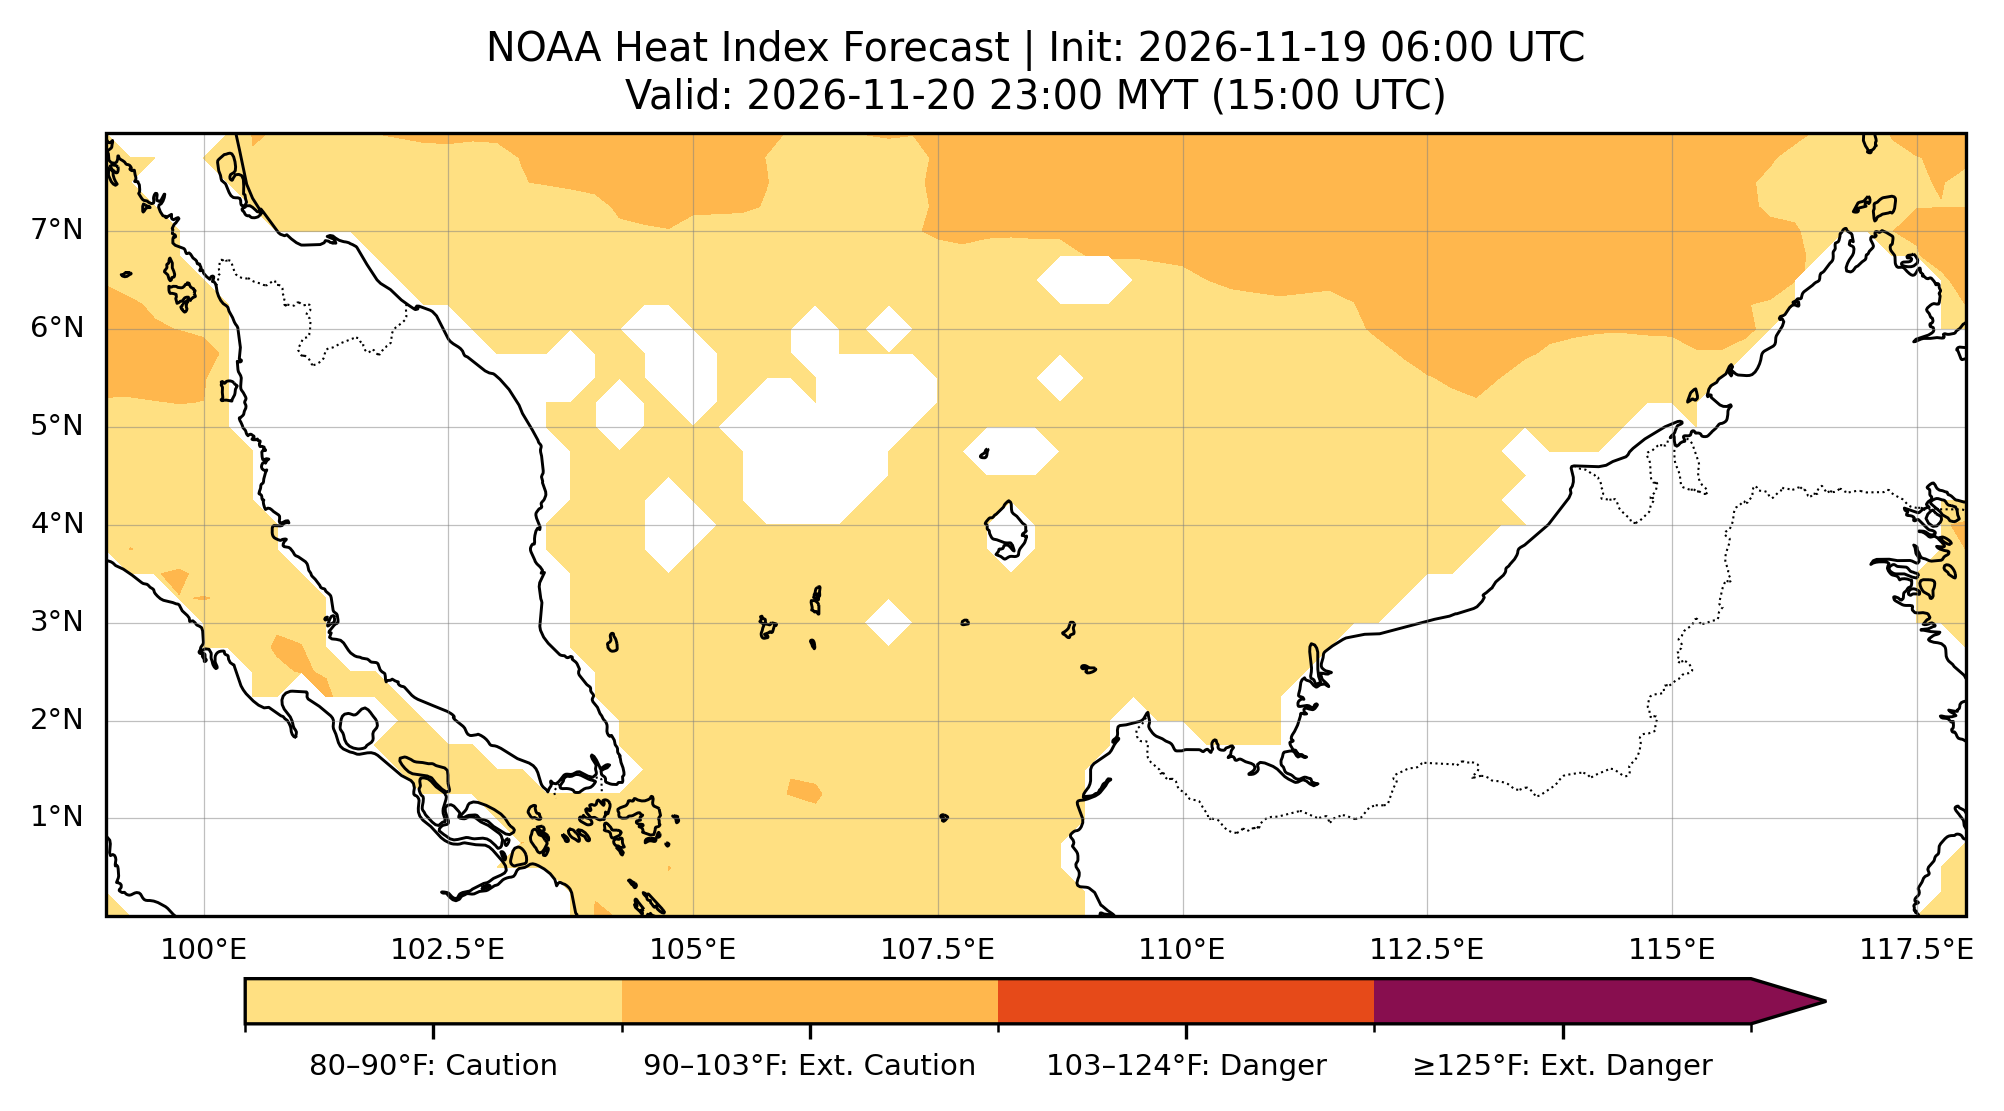 NOAA Heat Index Forecast | Init: 2026-11-19 06:00 UTC
Valid: 2026-11-20 23:00 MYT (15:00 UTC)
7°N
6°N
5°N
4°N
3°N
2°N
1°N
100°E
102.5°E
105°E
107.5°E
110°E
112.5°E
115°E
117.5°E
80–90°F: Caution
90–103°F: Ext. Caution
103–124°F: Danger
≥125°F: Ext. Danger